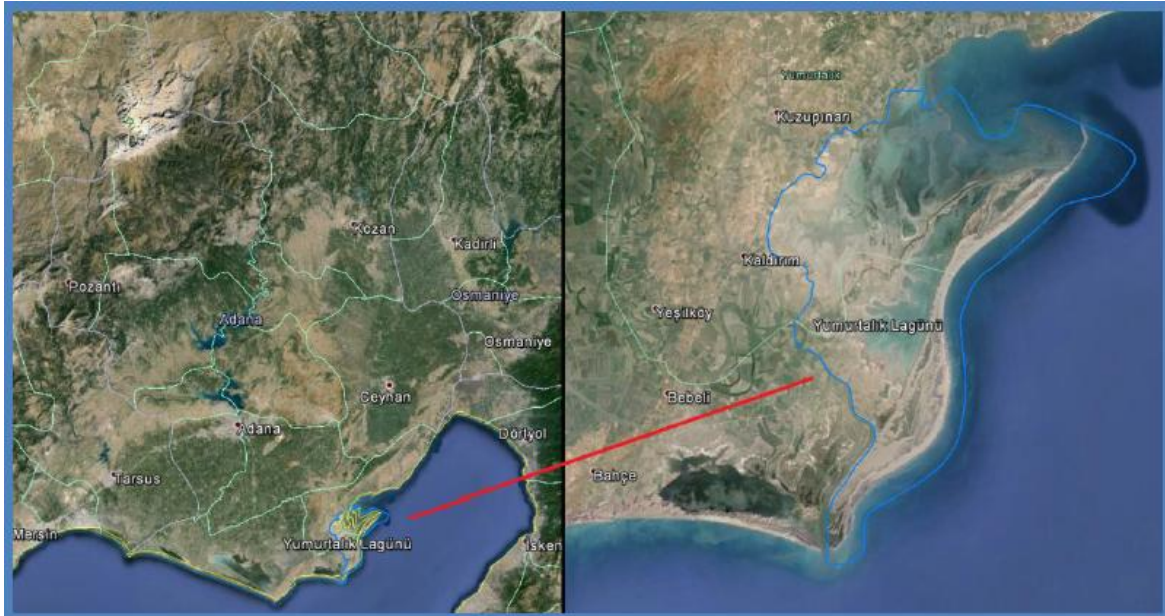 Kozan
Kadirli
Pozantı
Osmaniye
Adana
Osmaniye
Ceyhan
Adana
Dörtyol
Tarsus
Mersin
Yumurtalık Lagünü
İsken
Yumurtalık
Kuzupınarı
Kaldırım
Yeşilköy
Yumurtalık Lagünü
Bebeli
Bahçe